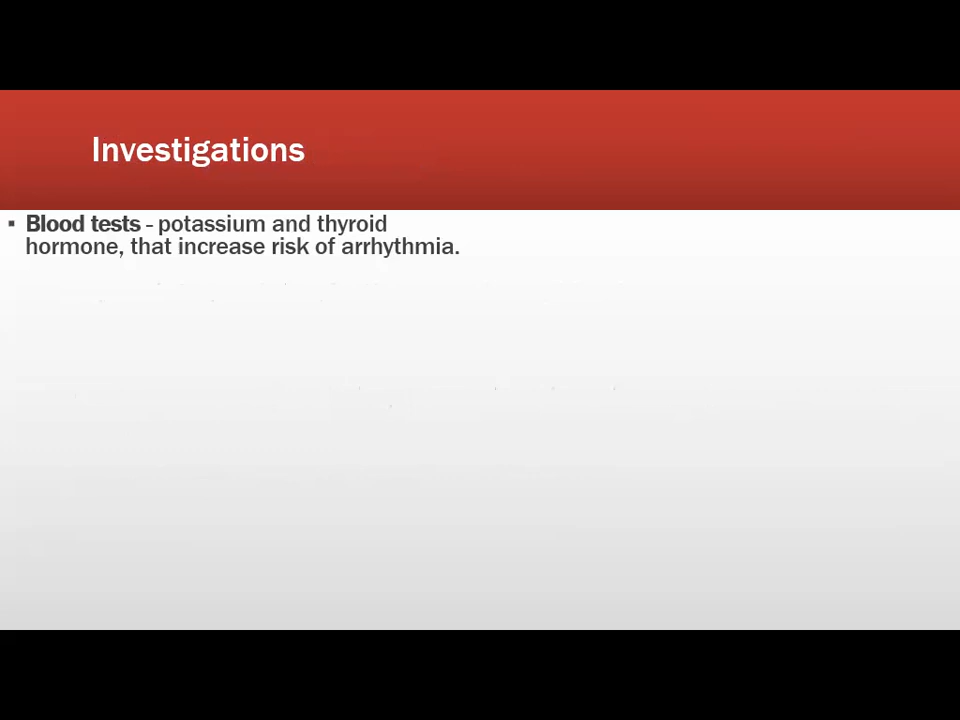 Investigations
▪ Blood tests - potassium and thyroid
hormone, that increase risk of arrhythmia.